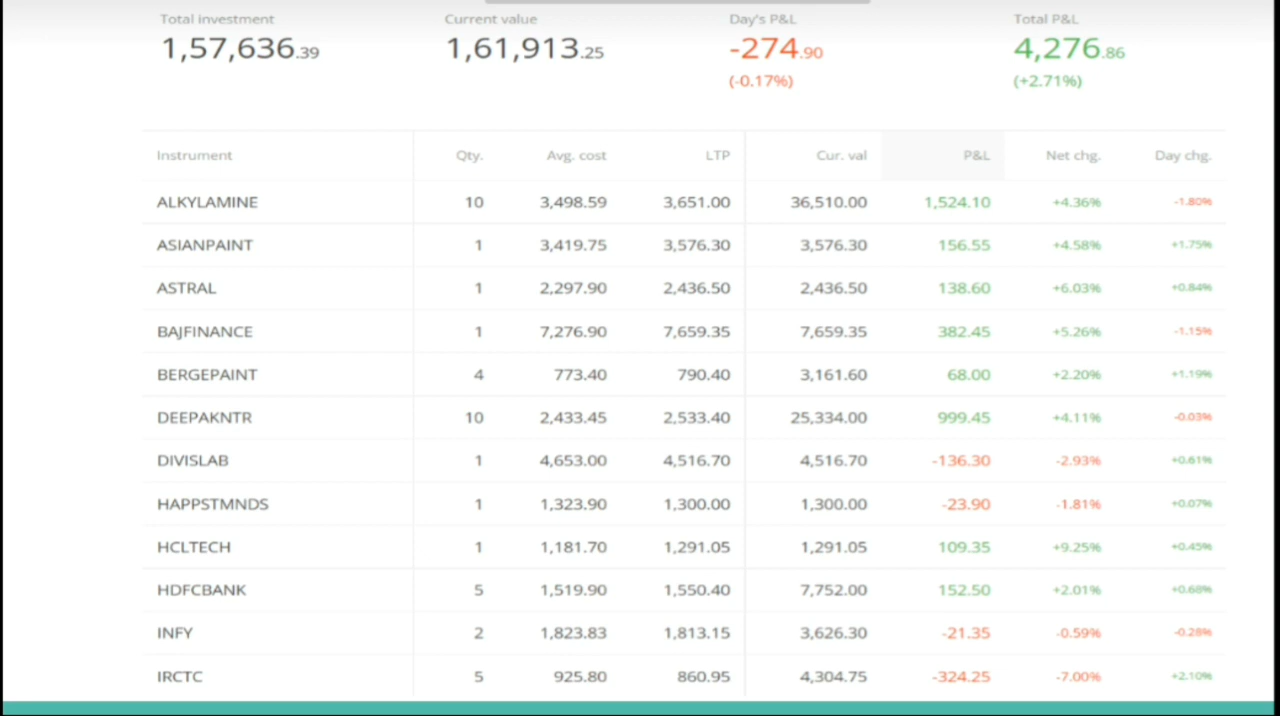 Total investment Current value Day's P&L Total P&L
1,57,636.39 1,61,913.25 -274.90 4,276.86
(-0.17%) (+2.71%)
Instrument Qty. Avg. cost LTP Cur. val P&L Net chg. Day chg.
ALKYLAMINE 10 3,498.59 3,651.00 36,510.00 1,524.10 +4.36% -1.80%
ASIANPAINT 1 3,419.75 3,576.30 3,576.30 156.55 +4.58% +1.75%
ASTRAL 1 2,297.90 2,436.50 2,436.50 138.60 +6.03% +0.84%
BAJFINANCE 1 7,276.90 7,659.35 7,659.35 382.45 +5.26% -1.15%
BERGEPAINT 4 773.40 790.40 3,161.60 68.00 +2.20% +1.19%
DEEPAKNTR 10 2,433.45 2,533.40 25,334.00 999.45 +4.11% -0.03%
DIVISLAB 1 4,653.00 4,516.70 4,516.70 -136.30 -2.93% +0.61%
HAPPSTMNDS 1 1,323.90 1,300.00 1,300.00 -23.90 -1.81% +0.07%
HCLTECH 1 1,181.70 1,291.05 1,291.05 109.35 +9.25% +0.45%
HDFCBANK 5 1,519.90 1,550.40 7,752.00 152.50 +2.01% +0.68%
INFY 2 1,823.83 1,813.15 3,626.30 -21.35 -0.59% -0.28%
IRCTC 5 925.80 860.95 4,304.75 -324.25 -7.00% +2.10%